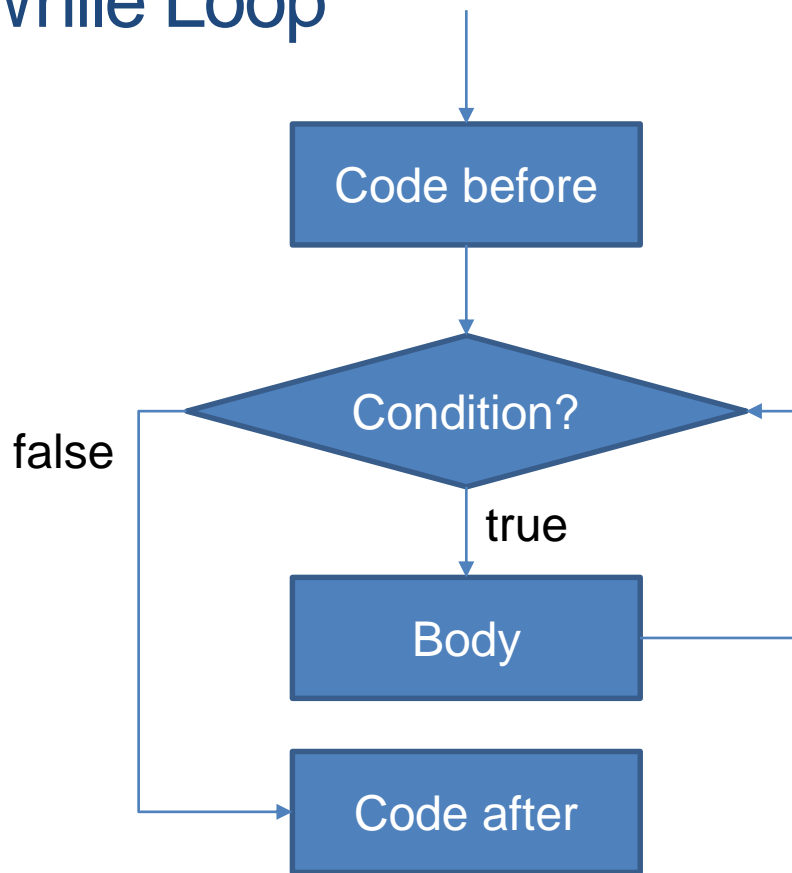 While Loop
Code before
Condition?
false
true
Body
Code after